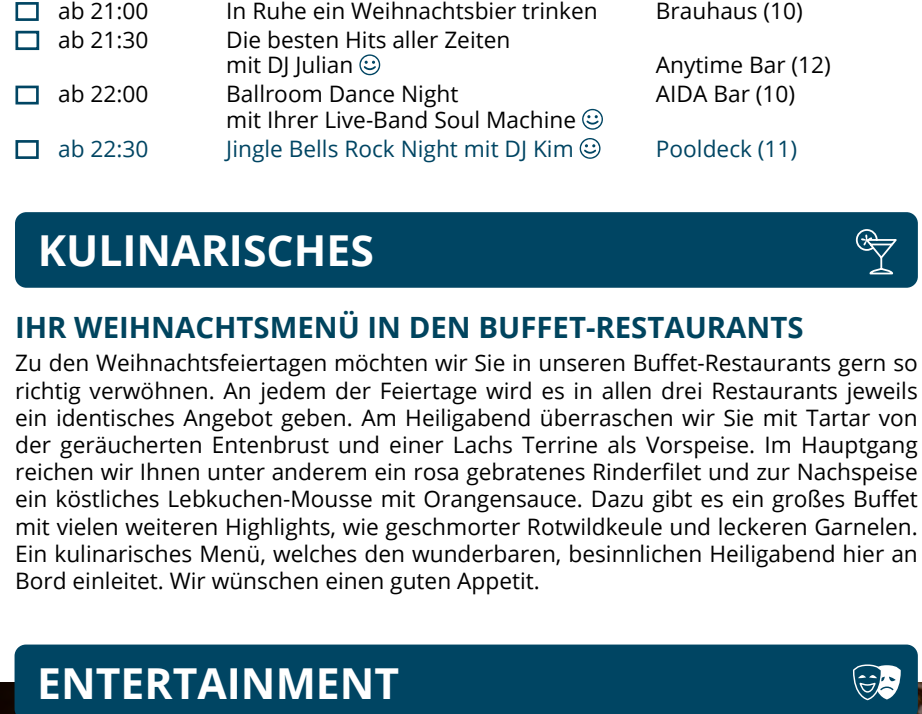 ab 21:00 In Ruhe ein Weihnachtsbier trinken Brauhaus (10)
ab 21:30 Die besten Hits aller Zeiten
mit DJ Julian ☺ Anytime Bar (12)
ab 22:00 Ballroom Dance Night AIDA Bar (10)
mit Ihrer Live-Band Soul Machine ☺
ab 22:30 Jingle Bells Rock Night mit DJ Kim ☺ Pooldeck (11)
KULINARISCHES
IHR WEIHNACHTSMENÜ IN DEN BUFFET-RESTAURANTS
Zu den Weihnachtsfeiertagen möchten wir Sie in unseren Buffet-Restaurants gern so
richtig verwöhnen. An jedem der Feiertage wird es in allen drei Restaurants jeweils
ein identisches Angebot geben. Am Heiligabend überraschen wir Sie mit Tartar von
der geräucherten Entenbrust und einer Lachs Terrine als Vorspeise. Im Hauptgang
reichen wir Ihnen unter anderem ein rosa gebratenes Rinderfilet und zur Nachspeise
ein köstliches Lebkuchen-Mousse mit Orangensauce. Dazu gibt es ein großes Buffet
mit vielen weiteren Highlights, wie geschmorter Rotwildkeule und leckeren Garnelen.
Ein kulinarisches Menü, welches den wunderbaren, besinnlichen Heiligabend hier an
Bord einleitet. Wir wünschen einen guten Appetit.
ENTERTAINMENT